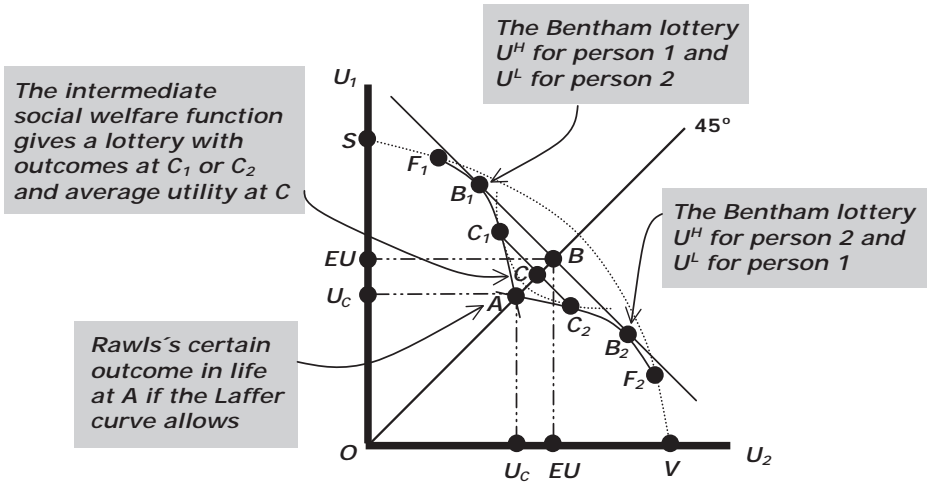 The Bentham lottery
U^H for person 1 and
U^L for person 2
The intermediate
social welfare function
gives a lottery with
outcomes at C₁ or C₂
and average utility at C
U₁
45°
S
F₁
B₁
The Bentham lottery
U^H for person 2 and
U^L for person 1
C₁
EU
B
C
U_C
A
C₂
B₂
Rawls´s certain
outcome in life
at A if the Laffer
curve allows
F₂
O
U_C
EU
V
U₂